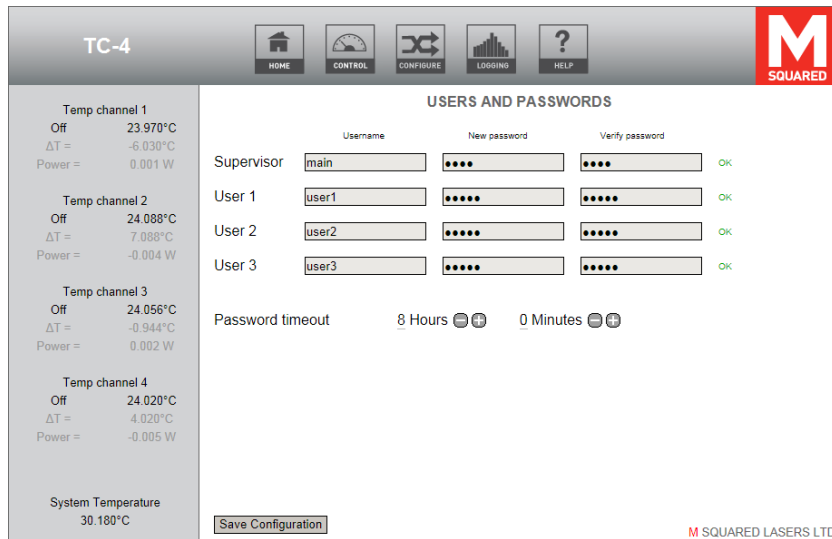 TC-4
HOME
CONTROL
CONFIGURE
LOGGING
?
HELP
M
SQUARED
Temp channel 1
Off 23.970°C
ΔT = -6.030°C
Power = 0.001 W
Temp channel 2
Off 24.088°C
ΔT = 7.088°C
Power = -0.004 W
Temp channel 3
Off 24.056°C
ΔT = -0.944°C
Power = 0.002 W
Temp channel 4
Off 24.020°C
ΔT = 4.020°C
Power = -0.005 W
System Temperature
30.180°C
USERS AND PASSWORDS
Username New password Verify password
Supervisor main •••• •••• OK
User 1 user1 ••••• ••••• OK
User 2 user2 ••••• ••••• OK
User 3 user3 ••••• ••••• OK
Password timeout 8 Hours − + 0 Minutes − +
Save Configuration
M SQUARED LASERS LTD